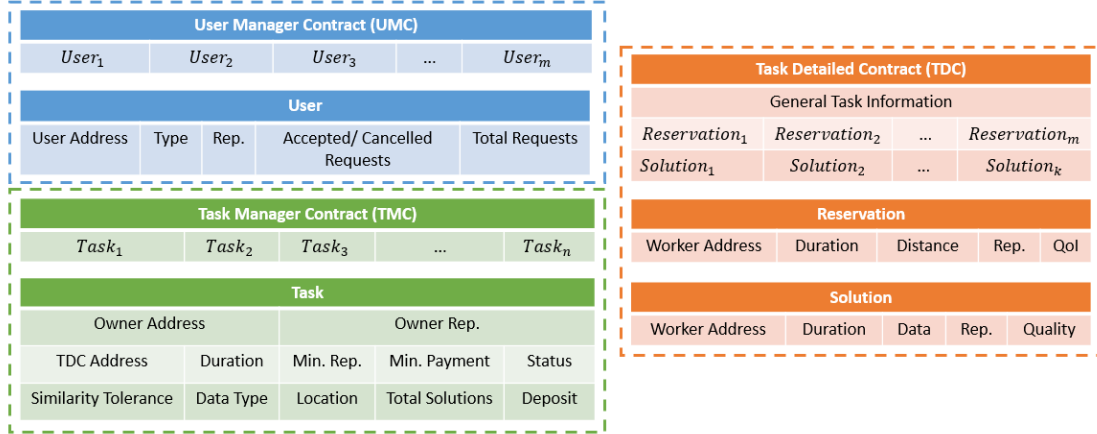 User Manager Contract (UMC)
User₁ User₂ User₃ ... Userₘ
User
User Address Type Rep. Accepted/ Cancelled Total Requests
Requests
Task Manager Contract (TMC)
Task₁ Task₂ Task₃ ... Taskₙ
Task
Owner Address Owner Rep.
TDC Address Duration Min. Rep. Min. Payment Status
Similarity Tolerance Data Type Location Total Solutions Deposit
Task Detailed Contract (TDC)
General Task Information
Reservation₁ Reservation₂ ... Reservationₘ
Solution₁ Solution₂ ... Solutionₖ
Reservation
Worker Address Duration Distance Rep. QoI
Solution
Worker Address Duration Data Rep. Quality